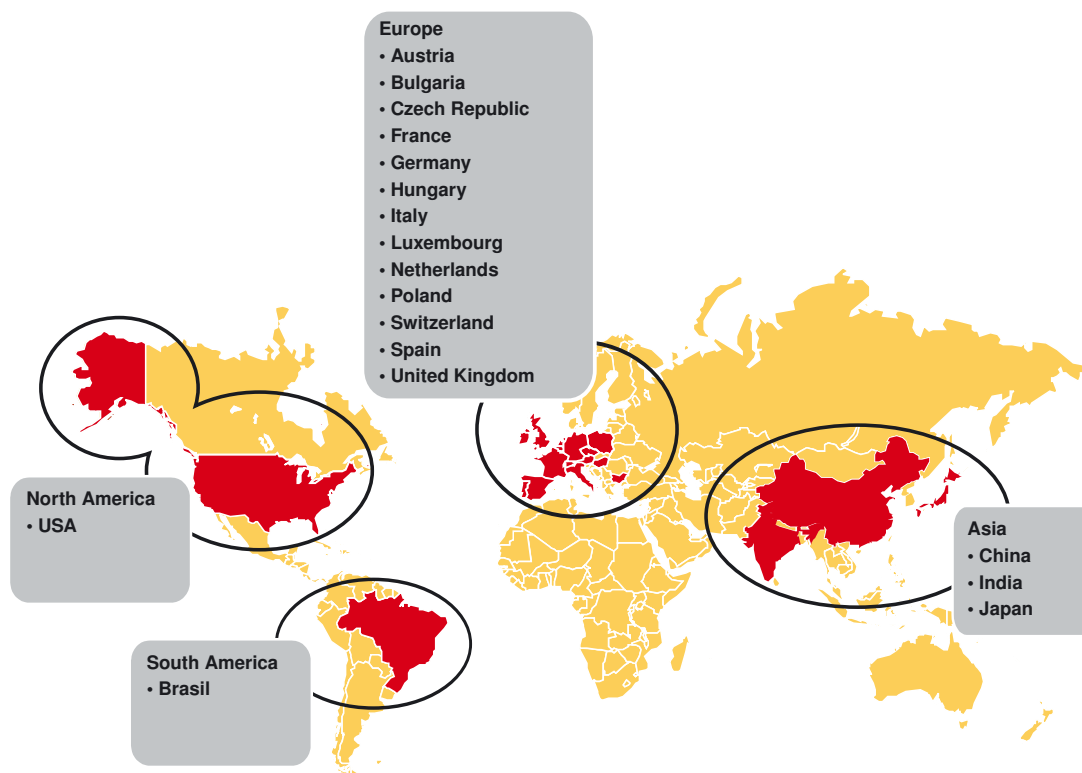 Europe
• Austria
• Bulgaria
• Czech Republic
• France
• Germany
• Hungary
• Italy
• Luxembourg
• Netherlands
• Poland
• Switzerland
• Spain
• United Kingdom
North America
• USA
South America
• Brasil
Asia
• China
• India
• Japan